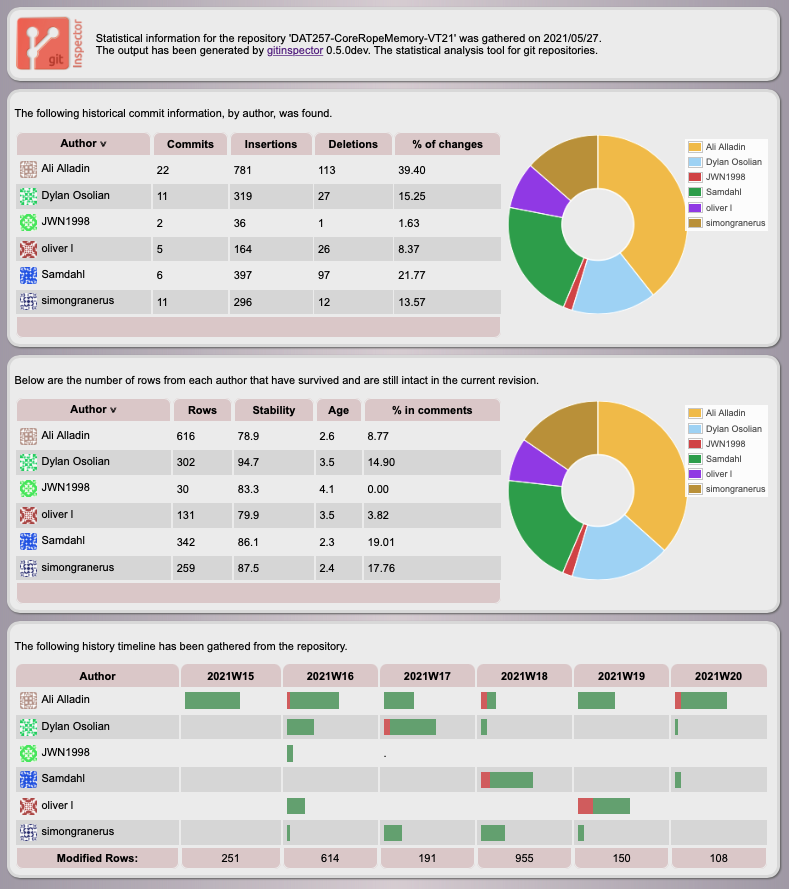 git
Inspector
Statistical information for the repository 'DAT257-CoreRopeMemory-VT21' was gathered on 2021/05/27.
The output has been generated by gitinspector 0.5.0dev. The statistical analysis tool for git repositories.
The following historical commit information, by author, was found.
Author ∨ Commits Insertions Deletions % of changes
Ali Alladin 22 781 113 39.40
Dylan Osolian 11 319 27 15.25
JWN1998 2 36 1 1.63
oliver l 5 164 26 8.37
Samdahl 6 397 97 21.77
simongranerus 11 296 12 13.57
Ali Alladin
Dylan Osolian
JWN1998
Samdahl
oliver l
simongranerus
Below are the number of rows from each author that have survived and are still intact in the current revision.
Author ∨ Rows Stability Age % in comments
Ali Alladin 616 78.9 2.6 8.77
Dylan Osolian 302 94.7 3.5 14.90
JWN1998 30 83.3 4.1 0.00
oliver l 131 79.9 3.5 3.82
Samdahl 342 86.1 2.3 19.01
simongranerus 259 87.5 2.4 17.76
Ali Alladin
Dylan Osolian
JWN1998
Samdahl
oliver l
simongranerus
The following history timeline has been gathered from the repository.
Author 2021W15 2021W16 2021W17 2021W18 2021W19 2021W20
Ali Alladin
Dylan Osolian
JWN1998 .
Samdahl
oliver l
simongranerus
Modified Rows: 251 614 191 955 150 108